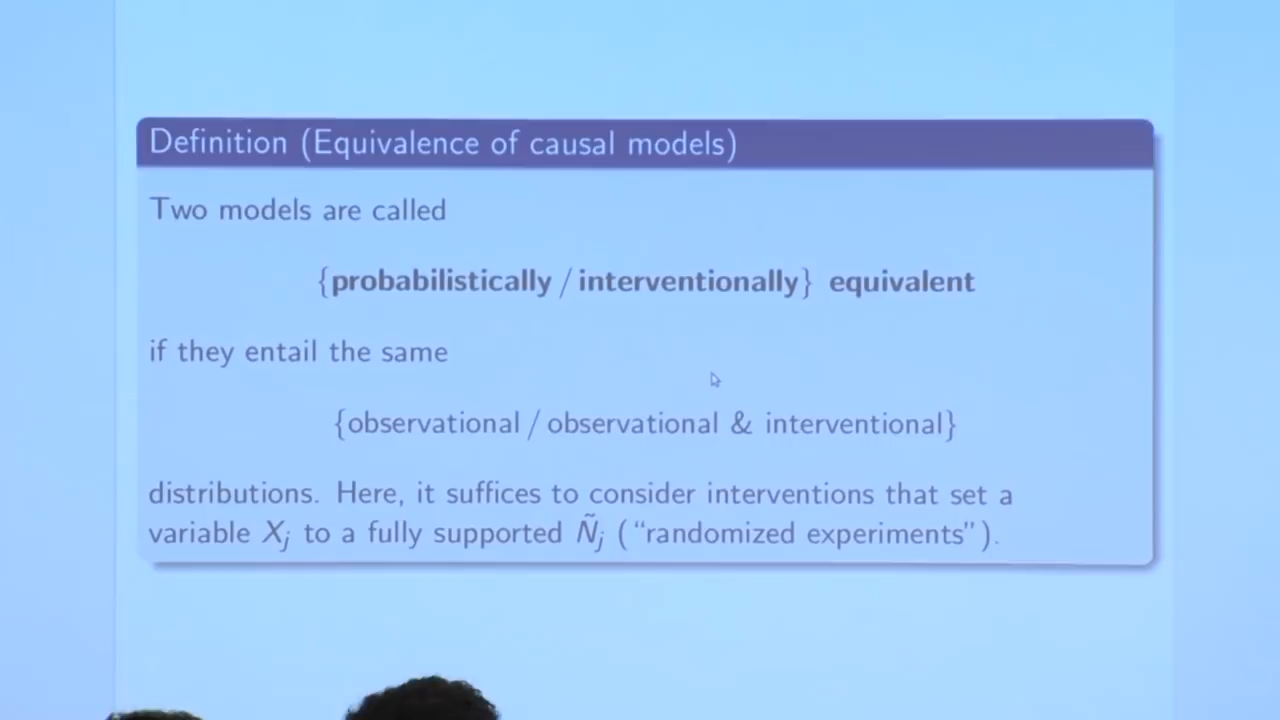 Definition (Equivalence of causal models)
Two models are called
{probabilistically / interventionally} equivalent
if they entail the same
{observational / observational & interventional}
distributions. Here, it suffices to consider interventions that set a
variable Xⱼ to a fully supported Ñⱼ (“randomized experiments”).